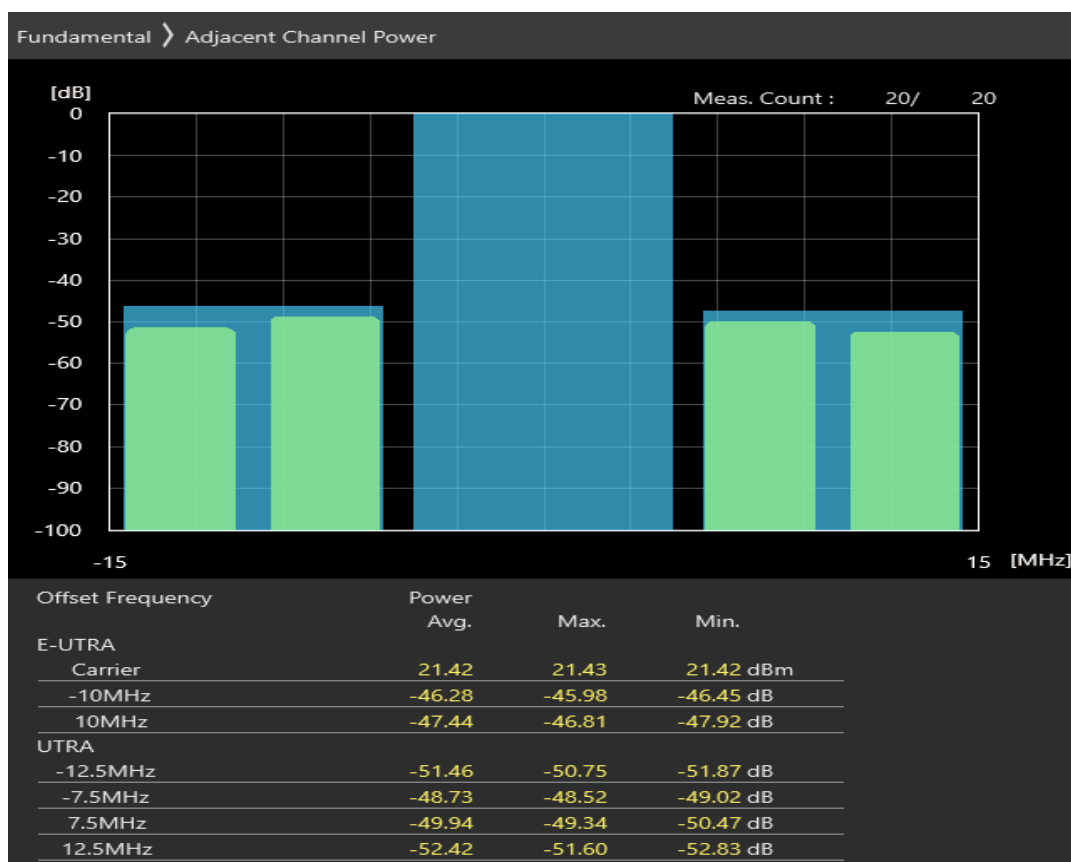 Fundamental ❯ Adjacent Channel Power
[dB]
Meas. Count : 20/ 20
0
-10
-20
-30
-40
-50
-60
-70
-80
-90
-100
-15 15 [MHz]
Offset Frequency Power
Avg. Max. Min.
E-UTRA
Carrier 21.42 21.43 21.42 dBm
-10MHz -46.28 -45.98 -46.45 dB
10MHz -47.44 -46.81 -47.92 dB
UTRA
-12.5MHz -51.46 -50.75 -51.87 dB
-7.5MHz -48.73 -48.52 -49.02 dB
7.5MHz -49.94 -49.34 -50.47 dB
12.5MHz -52.42 -51.60 -52.83 dB